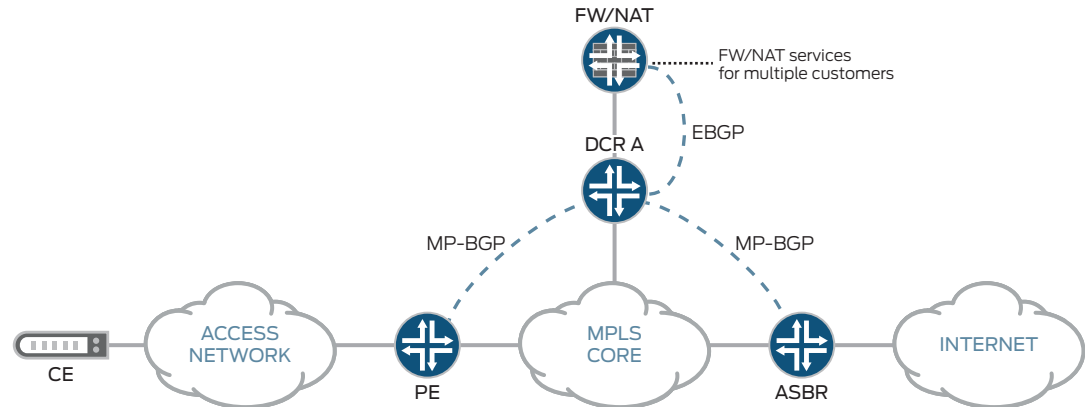 FW/NAT
FW/NAT services
for multiple customers
EBGP
DCR A
MP-BGP
MP-BGP
ACCESS
NETWORK
MPLS
CORE
INTERNET
CE
PE
ASBR